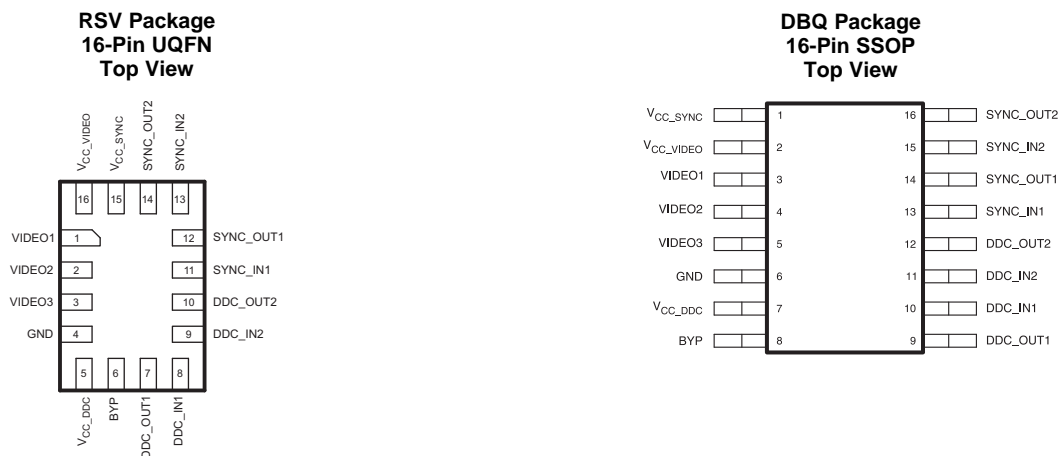 RSV Package
16-Pin UQFN
Top View
VCC_VIDEO
VCC_SYNC
SYNC_OUT2
SYNC_IN2
16
15
14
13
VIDEO1
1
12
SYNC_OUT1
VIDEO2
2
11
SYNC_IN1
VIDEO3
3
10
DDC_OUT2
GND
4
9
DDC_IN2
5
6
7
8
VCC_DDC
BYP
DDC_OUT1
DDC_IN1
DBQ Package
16-Pin SSOP
Top View
VCC_SYNC
1
16
SYNC_OUT2
VCC_VIDEO
2
15
SYNC_IN2
VIDEO1
3
14
SYNC_OUT1
VIDEO2
4
13
SYNC_IN1
VIDEO3
5
12
DDC_OUT2
GND
6
11
DDC_IN2
VCC_DDC
7
10
DDC_IN1
BYP
8
9
DDC_OUT1